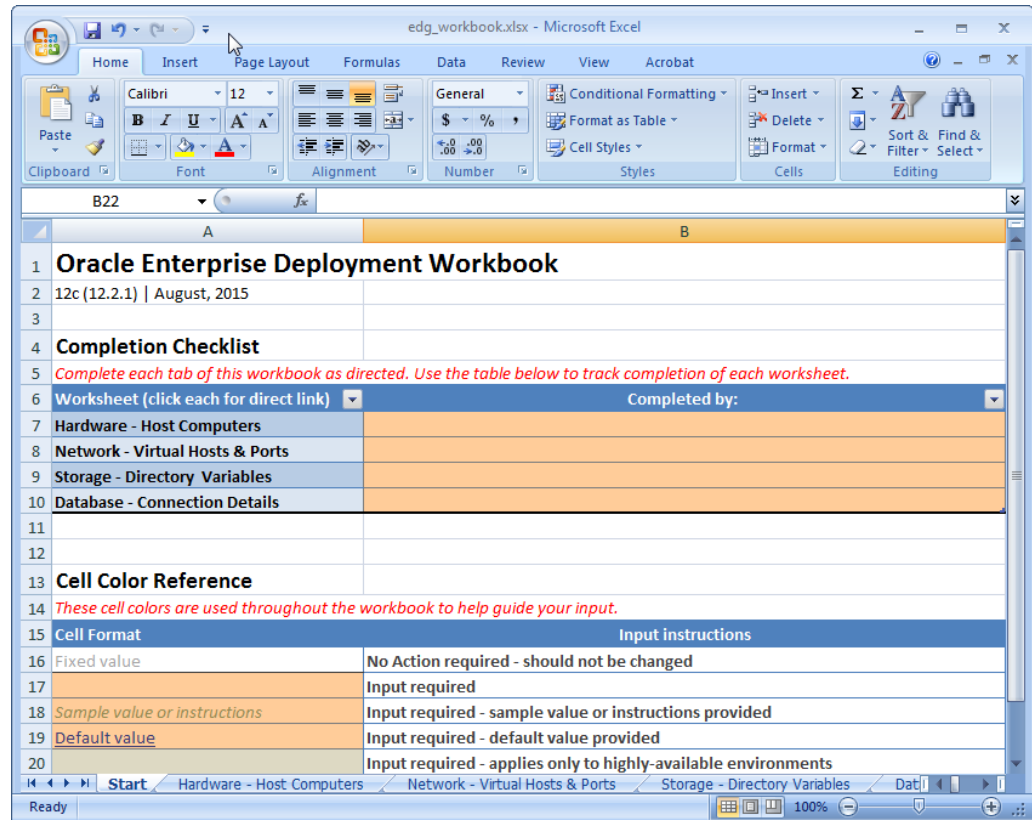 edg_workbook.xlsx - Microsoft Excel
Home Insert Page Layout Formulas Data Review View Acrobat
Paste
Clipboard
Calibri 12
B I U A A
A
Font
Alignment
General
$ % ,
.0 .00 .00 .0
Number
Conditional Formatting
Format as Table
Cell Styles
Styles
Insert
Delete
Format
Cells
Σ
Sort & Filter
Find & Select
Editing
B22 fx
A B
1 Oracle Enterprise Deployment Workbook
2 12c (12.2.1) | August, 2015
3
4 Completion Checklist
5 Complete each tab of this workbook as directed. Use the table below to track completion of each worksheet.
6 Worksheet (click each for direct link) Completed by:
7 Hardware - Host Computers
8 Network - Virtual Hosts & Ports
9 Storage - Directory Variables
10 Database - Connection Details
11
12
13 Cell Color Reference
14 These cell colors are used throughout the workbook to help guide your input.
15 Cell Format Input instructions
16 Fixed value No Action required - should not be changed
17 Input required
18 Sample value or instructions Input required - sample value or instructions provided
19 Default value Input required - default value provided
20 Input required - applies only to highly-available environments
Start Hardware - Host Computers Network - Virtual Hosts & Ports Storage - Directory Variables Dat
Ready 100%